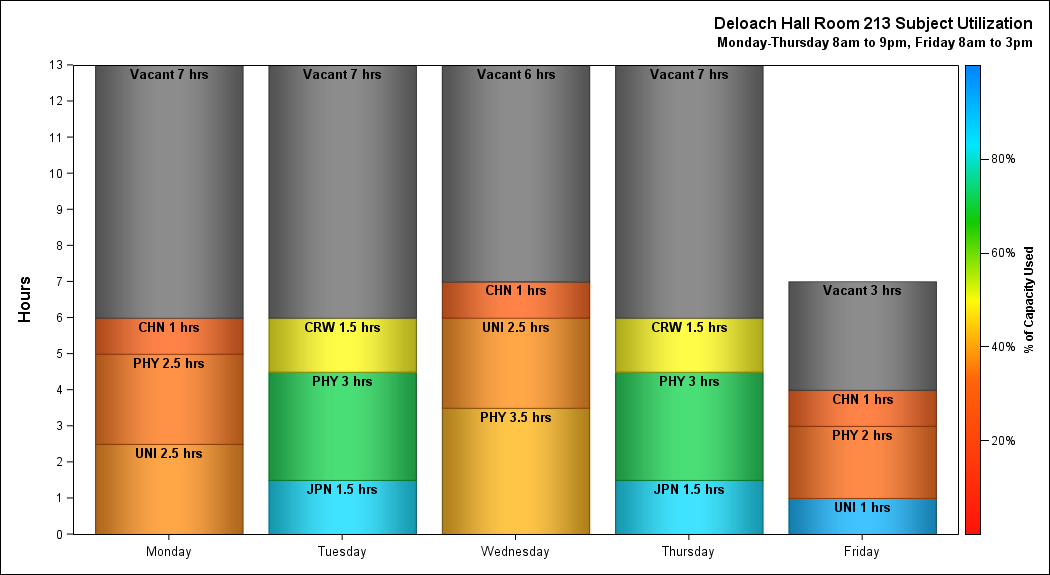 Deloach Hall Room 213 Subject Utilization
Monday-Thursday 8am to 9pm, Friday 8am to 3pm
Hours
13
12
11
10
9
8
7
6
5
4
3
2
1
0
Vacant 7 hrs
CHN 1 hrs
PHY 2.5 hrs
UNI 2.5 hrs
Monday
Vacant 7 hrs
CRW 1.5 hrs
PHY 3 hrs
JPN 1.5 hrs
Tuesday
Vacant 6 hrs
CHN 1 hrs
UNI 2.5 hrs
PHY 3.5 hrs
Wednesday
Vacant 7 hrs
CRW 1.5 hrs
PHY 3 hrs
JPN 1.5 hrs
Thursday
Vacant 3 hrs
CHN 1 hrs
PHY 2 hrs
UNI 1 hrs
Friday
80%
60%
40%
20%
% of Capacity Used